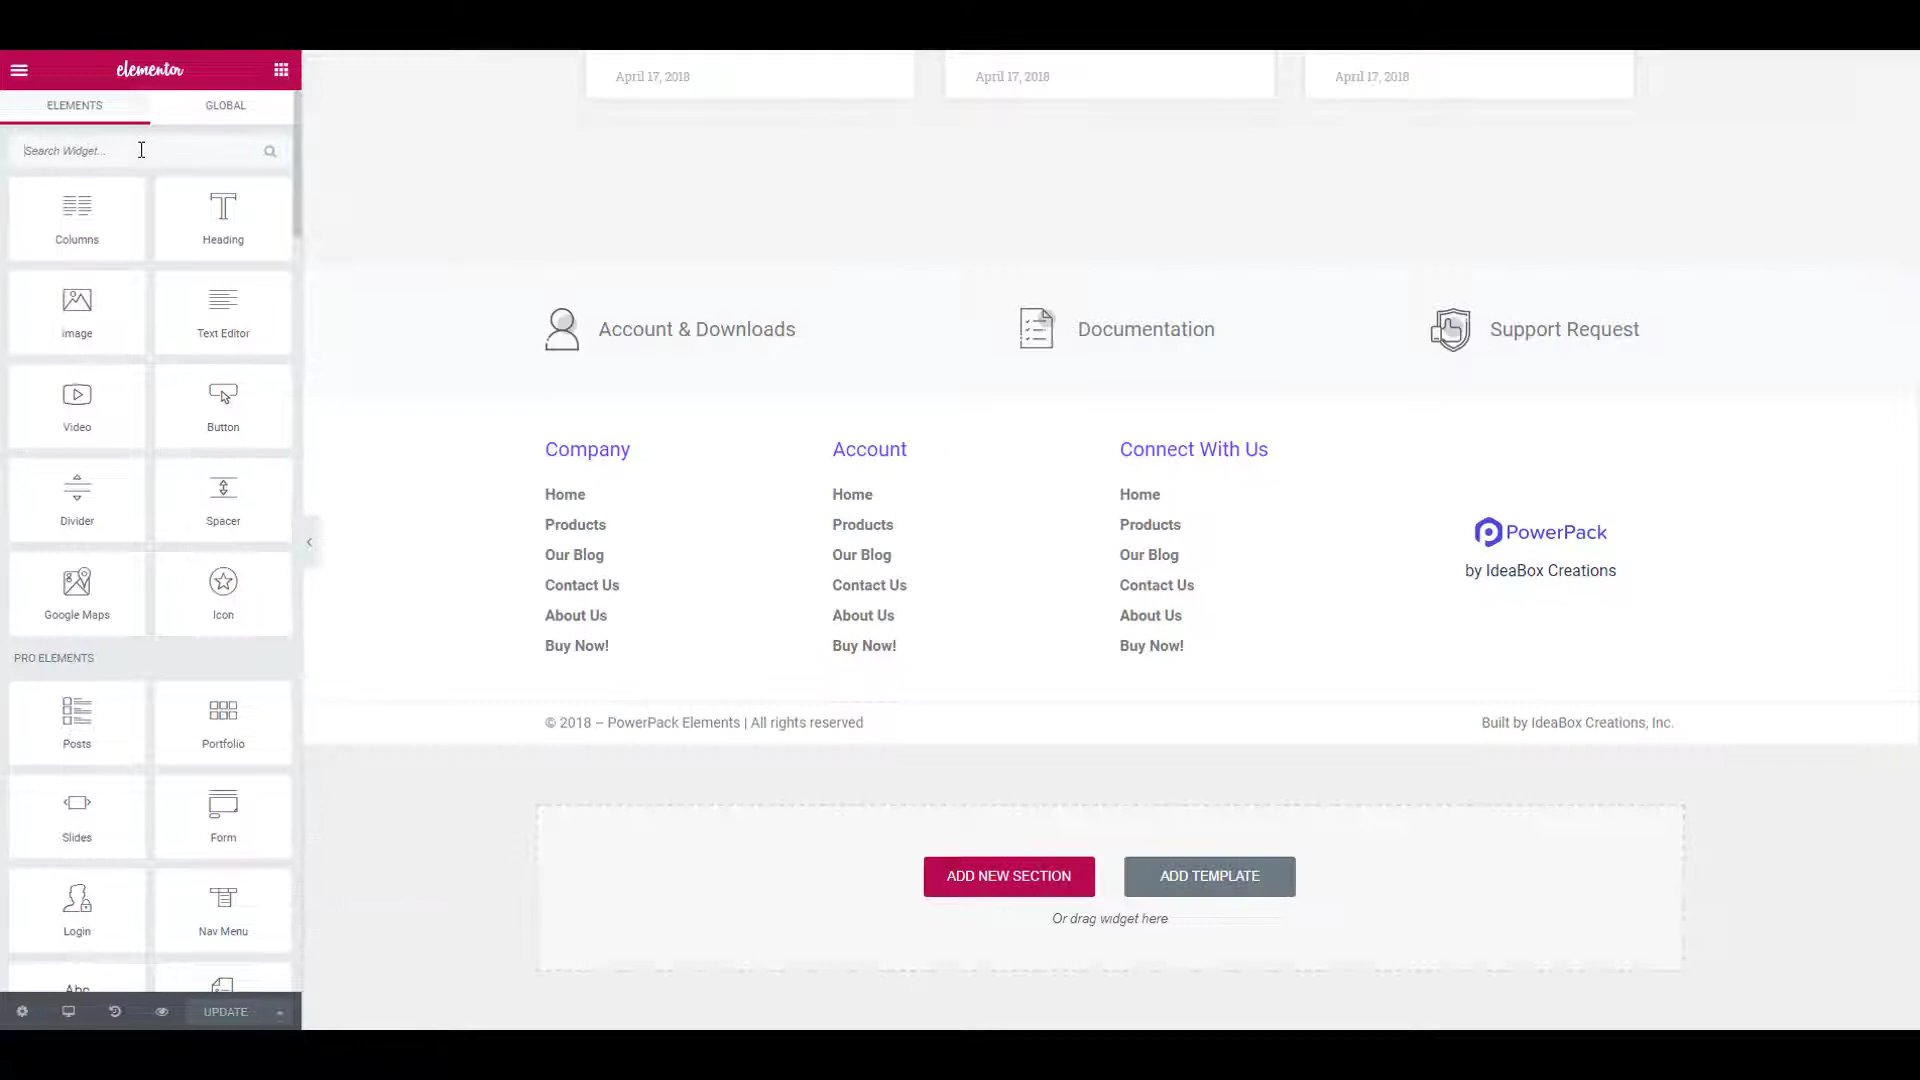 elementor
ELEMENTS
GLOBAL
Search Widget...
Columns
Heading
Image
Text Editor
Video
Button
Divider
Spacer
Google Maps
Icon
PRO ELEMENTS
Posts
Portfolio
Slides
Form
Login
Nav Menu
Abc
UPDATE
April 17, 2018
April 17, 2018
April 17, 2018
Account & Downloads
Documentation
Support Request
Company
Home
Products
Our Blog
Contact Us
About Us
Buy Now!
Account
Home
Products
Our Blog
Contact Us
About Us
Buy Now!
Connect With Us
Home
Products
Our Blog
Contact Us
About Us
Buy Now!
PowerPack
by IdeaBox Creations
© 2018 – PowerPack Elements | All rights reserved
Built by IdeaBox Creations, Inc.
ADD NEW SECTION
ADD TEMPLATE
Or drag widget here